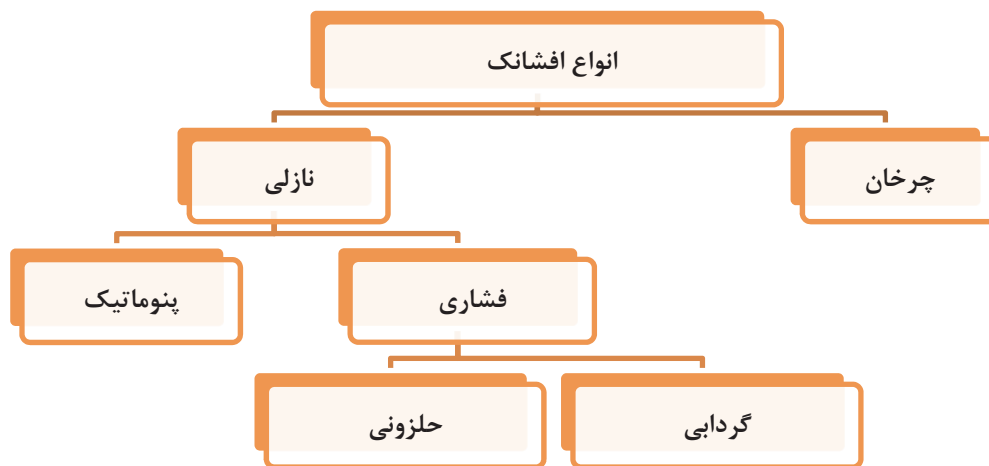 انواع افشانک
چرخان
نازلی
فشاری
پنوماتیک
گردابی
حلزونی